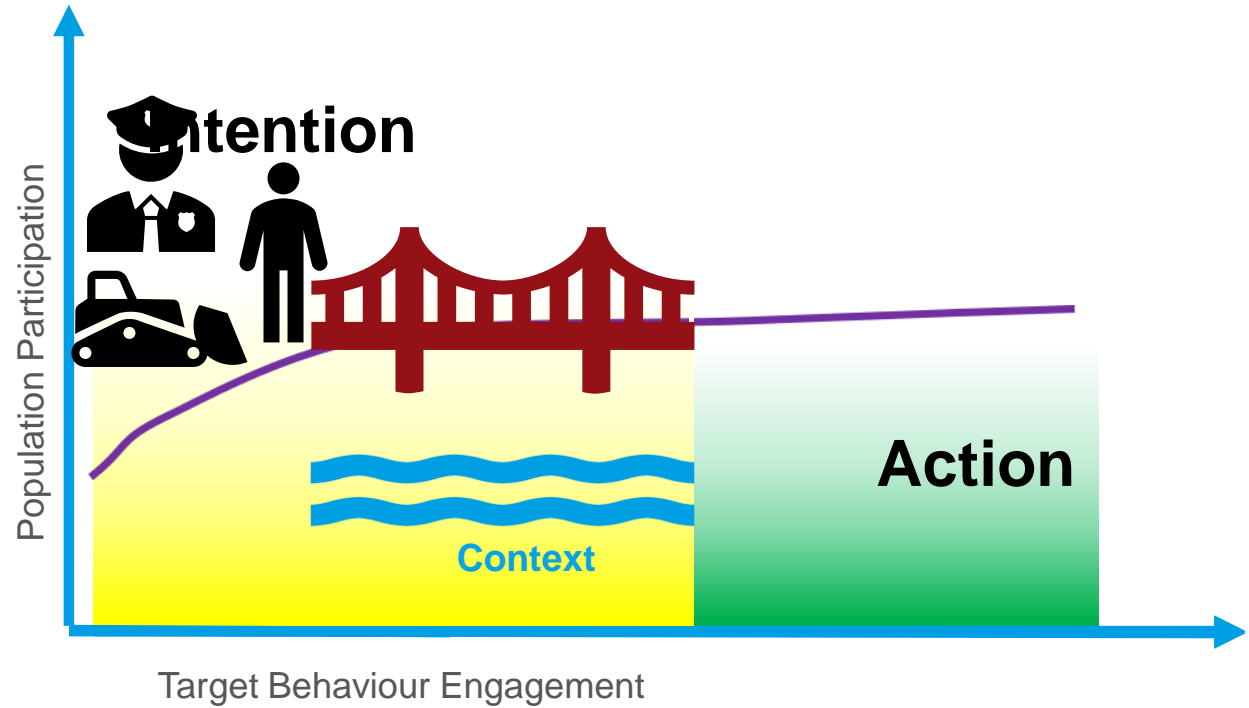 Intention
Population Participation
Action
Context
Target Behaviour Engagement